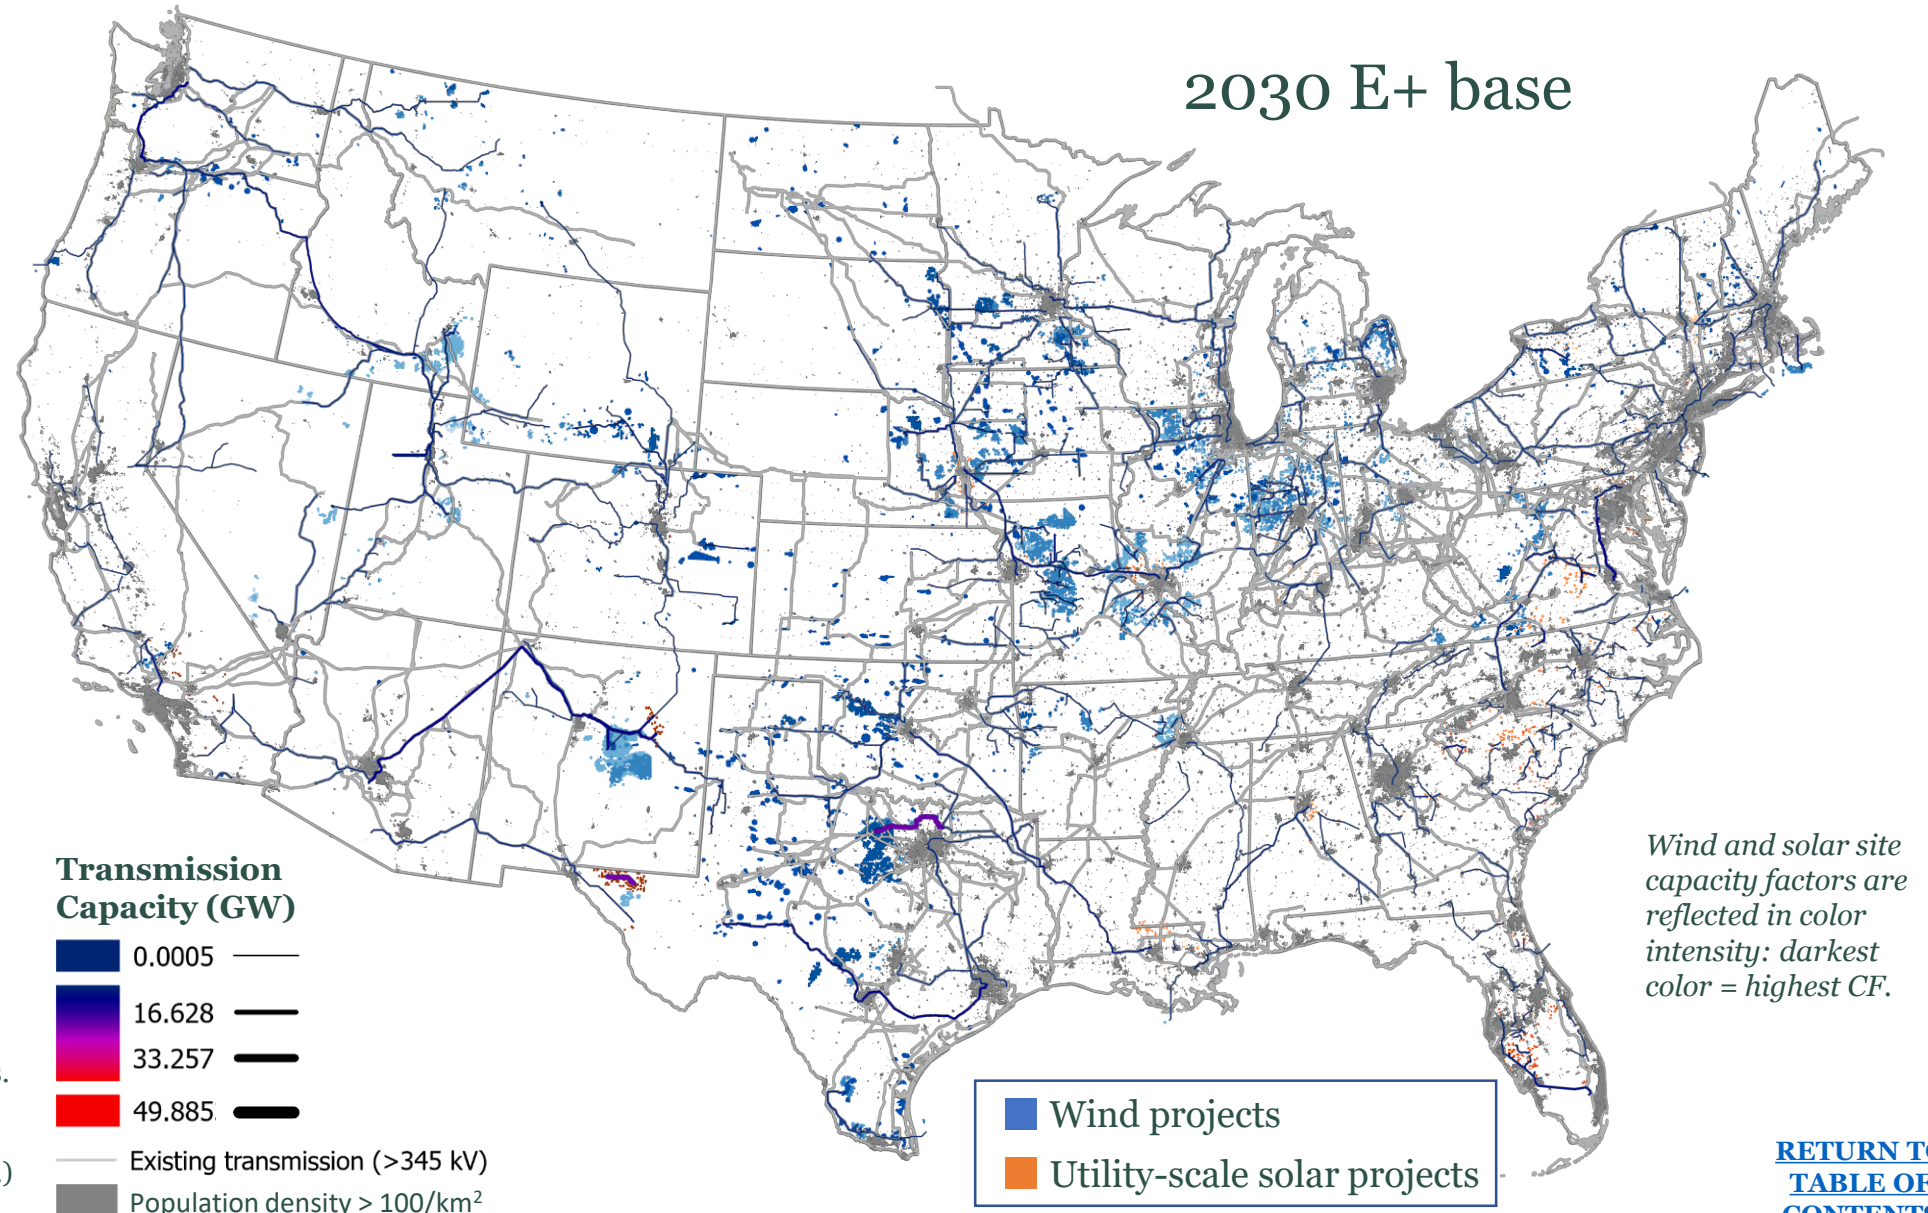 2030 E+ base
Wind and solar site
capacity factors are
reflected in color
intensity: darkest
color = highest CF.
Transmission
Capacity (GW)
0.0005
16.628
33.257
49.885
s.
Existing transmission (>345 kV)
.)
Population density > 100/km²
Wind projects
Utility-scale solar projects
RETURN TO
TABLE OF
CONTENTS